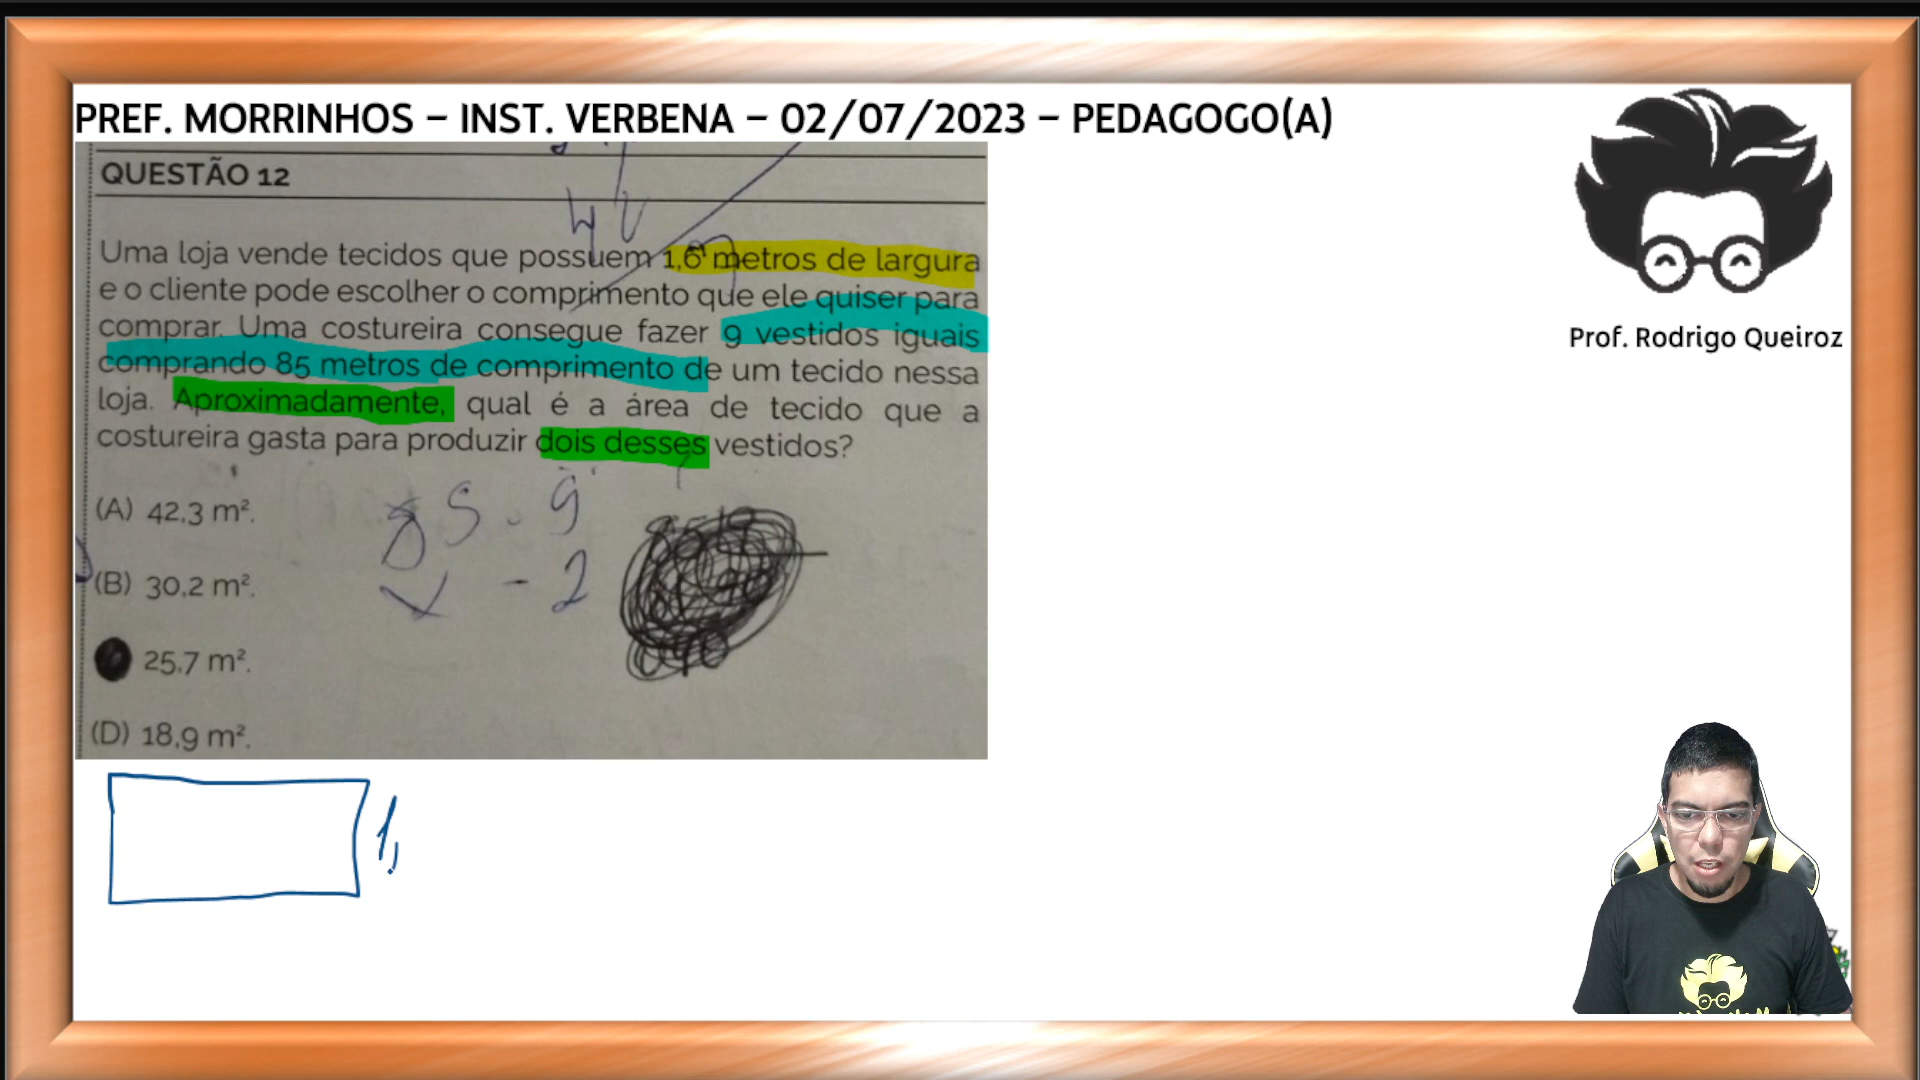 PREF. MORRINHOS – INST. VERBENA – 02/07/2023 – PEDAGOGO(A)
QUESTÃO 12
Uma loja vende tecidos que possuem 1,6 metros de largura
e o cliente pode escolher o comprimento que ele quiser para
comprar. Uma costureira consegue fazer 9 vestidos iguais
comprando 85 metros de comprimento de um tecido nessa
loja. Aproximadamente, qual é a área de tecido que a
costureira gasta para produzir dois desses vestidos?
(A) 42,3 m².
(B) 30,2 m².
25,7 m².
(D) 18,9 m².
85 - 9
x - 2
1,
Prof. Rodrigo Queiroz